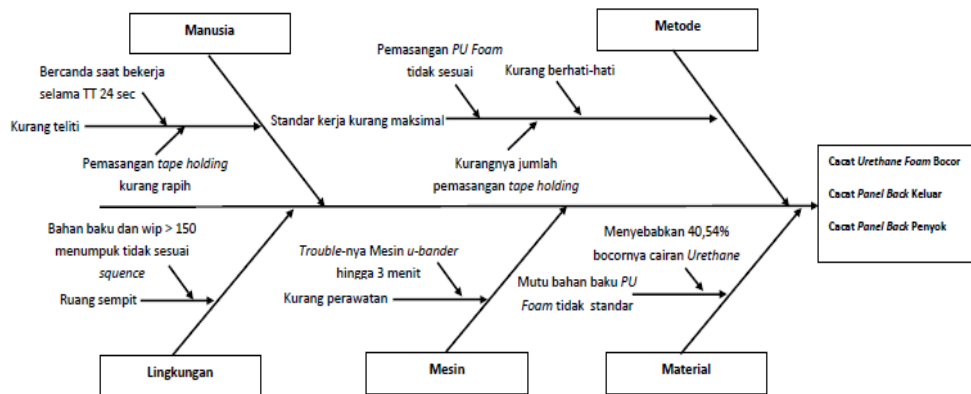 Manusia
Metode
Bercanda saat bekerja
selama TT 24 sec
Kurang teliti
Pemasangan tape holding
kurang rapih
Pemasangan PU Foam
tidak sesuai
Kurang berhati-hati
Standar kerja kurang maksimal
Kurangnya jumlah
pemasangan tape holding
Cacat Urethane Foam Bocor
Cacat Panel Back Keluar
Cacat Panel Back Penyok
Bahan baku dan wip > 150
menumpuk tidak sesuai
squence
Ruang sempit
Trouble-nya Mesin u-bander
hingga 3 menit
Kurang perawatan
Menyebabkan 40,54%
bocornya cairan Urethane
Mutu bahan baku PU
Foam tidak standar
Lingkungan
Mesin
Material